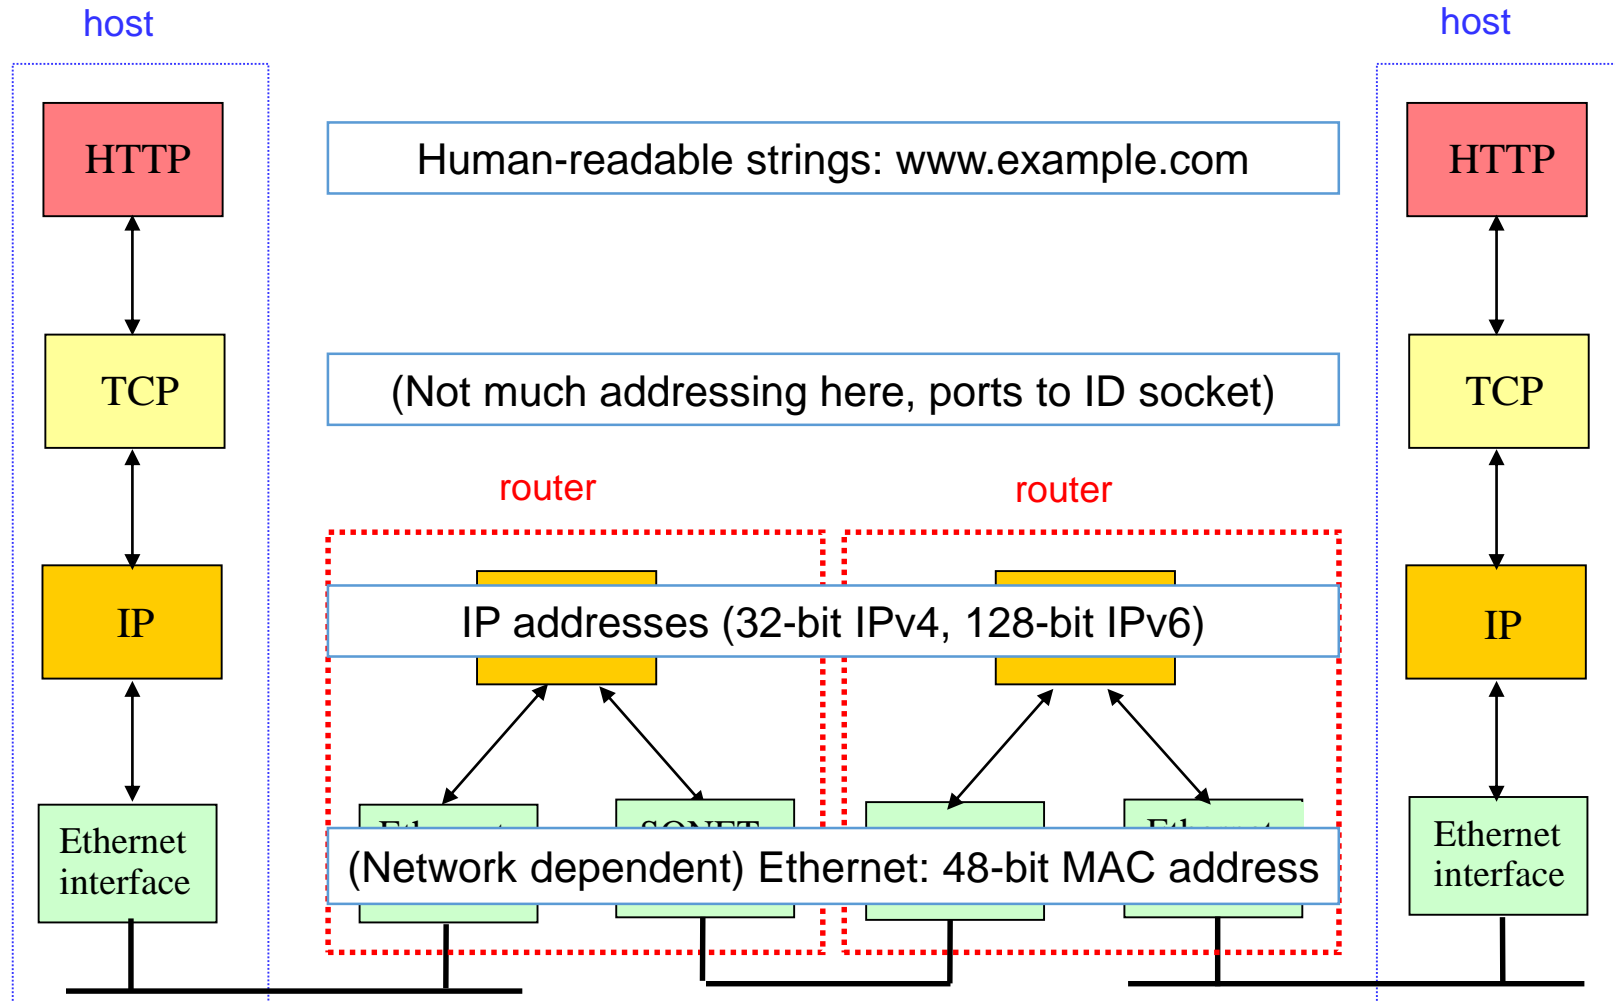 host
host
HTTP
Human-readable strings: www.example.com
HTTP
TCP
(Not much addressing here, ports to ID socket)
TCP
router
router
IP
IP addresses (32-bit IPv4, 128-bit IPv6)
IP
Ethernet
interface
(Network dependent) Ethernet: 48-bit MAC address
Ethernet
interface